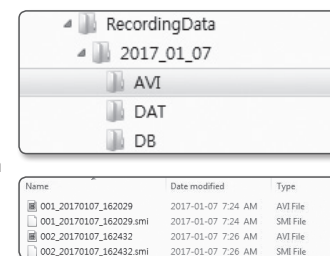 RecordingData
2017_01_07
AVI
DAT
DB
Name Date modified Type
001_20170107_162029 2017-01-07 7:24 AM AVI File
001_20170107_162029.smi 2017-01-07 7:24 AM SMI File
002_20170107_162432 2017-01-07 7:26 AM AVI File
002_20170107_162432.smi 2017-01-07 7:26 AM SMI File